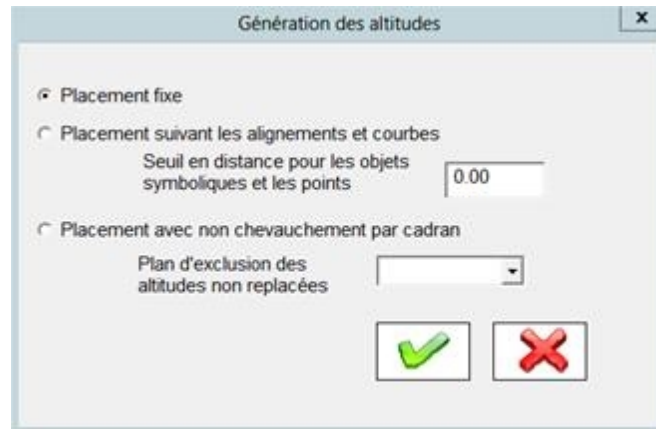 Génération des altitudes
x
Placement fixe
Placement suivant les alignements et courbes
Seuil en distance pour les objets
symboliques et les points
0.00
Placement avec non chevauchement par cadran
Plan d'exclusion des
altitudes non replacées